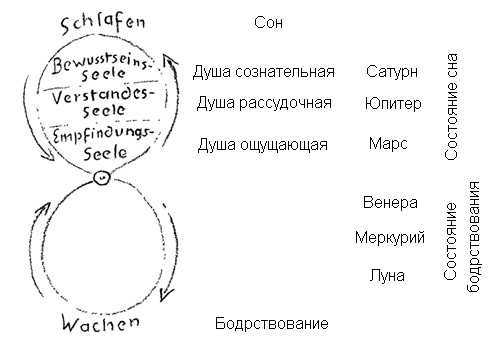 Schlafen
Сон
Bewusstseins-
seele
Душа сознательная
Сатурн
Verstandes-
seele
Душа рассудочная
Юпитер
Empfindungs-
Seele
Душа ощущающая
Марс
Состояние сна
Венера
Меркурий
Луна
Состояние
бодрствования
Wachen
Бодрствование